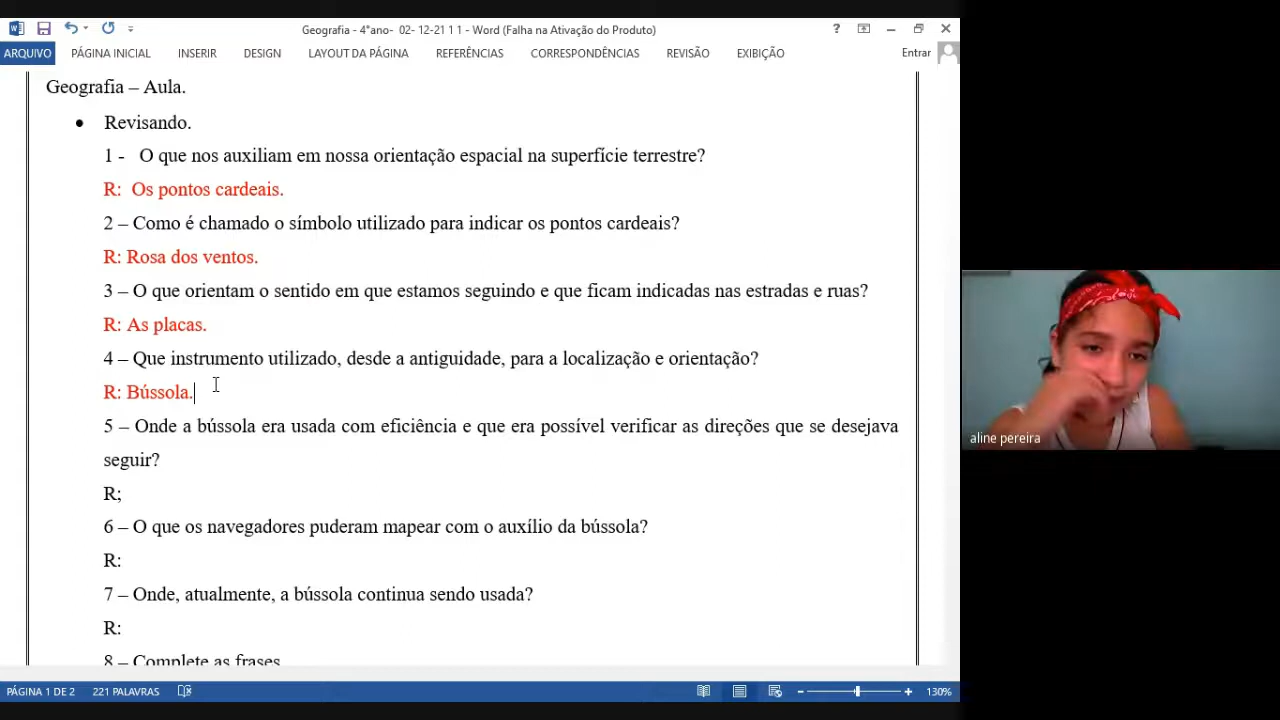 Geografia - 4°ano- 02- 12-21 1 1 - Word (Falha na Ativação do Produto)
?
ARQUIVO PÁGINA INICIAL INSERIR DESIGN LAYOUT DA PÁGINA REFERÊNCIAS CORRESPONDÊNCIAS REVISÃO EXIBIÇÃO Entrar
Geografia – Aula.
• Revisando.
1 - O que nos auxiliam em nossa orientação espacial na superfície terrestre?
R: Os pontos cardeais.
2 – Como é chamado o símbolo utilizado para indicar os pontos cardeais?
R: Rosa dos ventos.
3 – O que orientam o sentido em que estamos seguindo e que ficam indicadas nas estradas e ruas?
R: As placas.
4 – Que instrumento utilizado, desde a antiguidade, para a localização e orientação?
R: Bússola.
5 – Onde a bússola era usada com eficiência e que era possível verificar as direções que se desejava
seguir?
R;
6 – O que os navegadores puderam mapear com o auxílio da bússola?
R:
7 – Onde, atualmente, a bússola continua sendo usada?
R:
8 – Complete as frases
aline pereira
PÁGINA 1 DE 2 221 PALAVRAS 130%